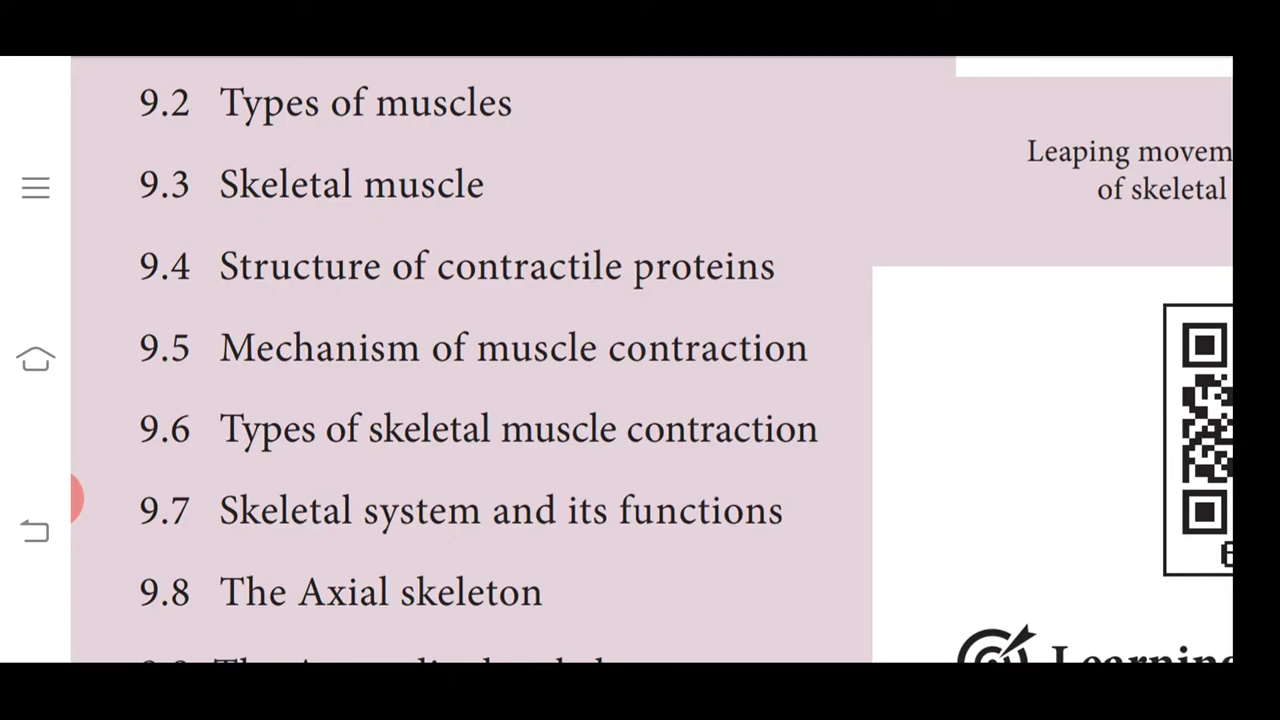 9.2 Types of muscles
9.3 Skeletal muscle
9.4 Structure of contractile proteins
9.5 Mechanism of muscle contraction
9.6 Types of skeletal muscle contraction
9.7 Skeletal system and its functions
9.8 The Axial skeleton
Leaping movem
of skeletal